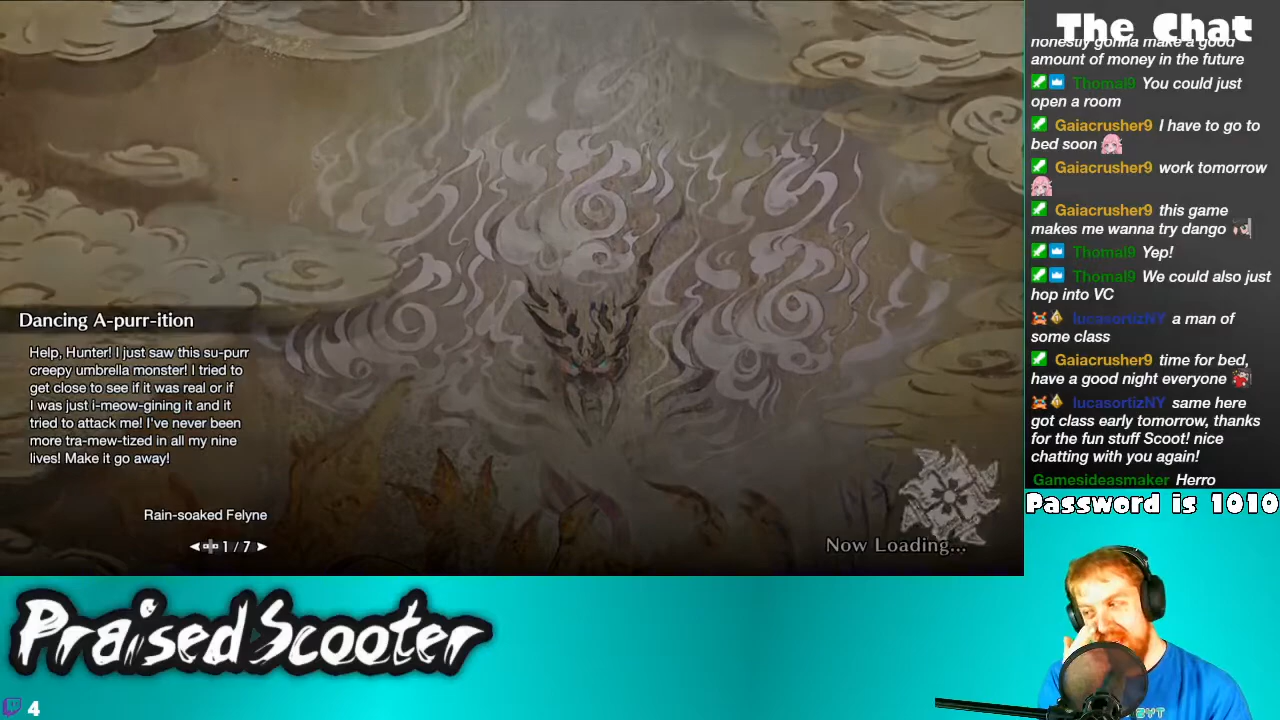 The Chat
honestly gonna make a good
amount of money in the future
Thomal9 You could just
open a room
Gaiacrusher9 I have to go to
bed soon
Gaiacrusher9 work tomorrow
Gaiacrusher9 this game
makes me wanna try dango
Thomal9 Yep!
Thomal9 We could also just
hop into VC
lucasortizNY a man of
some class
Gaiacrusher9 time for bed,
have a good night everyone
lucasortizNY same here
got class early tomorrow, thanks
for the fun stuff Scoot! nice
chatting with you again!
Gamesideasmaker Herro
Password is 1010
Dancing A-purr-ition
Help, Hunter! I just saw this su-purr
creepy umbrella monster! I tried to
get close to see if it was real or if
I was just i-meow-gining it and it
tried to attack me! I've never been
more tra-mew-tized in all my nine
lives! Make it go away!
Rain-soaked Felyne
1 / 7
Now Loading...
PraisedScooter
4